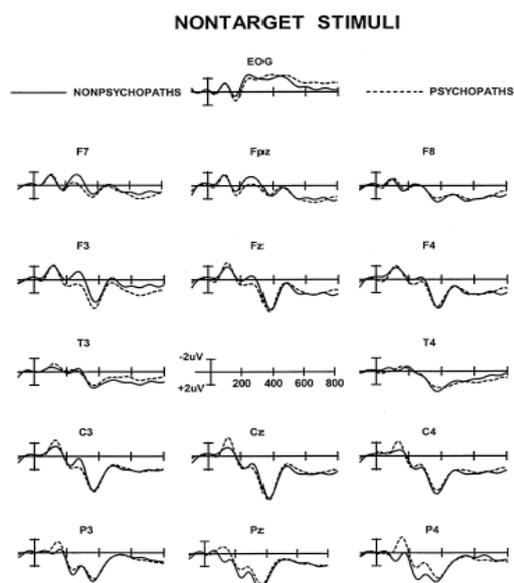 NONTARGET STIMULI
EOG
NONPSYCHOPATHS
PSYCHOPATHS
F7 Fpz F8
F3 Fz F4
T3 T4
-2uV
+2uV 200 400 600 800
C3 Cz C4
P3 Pz P4